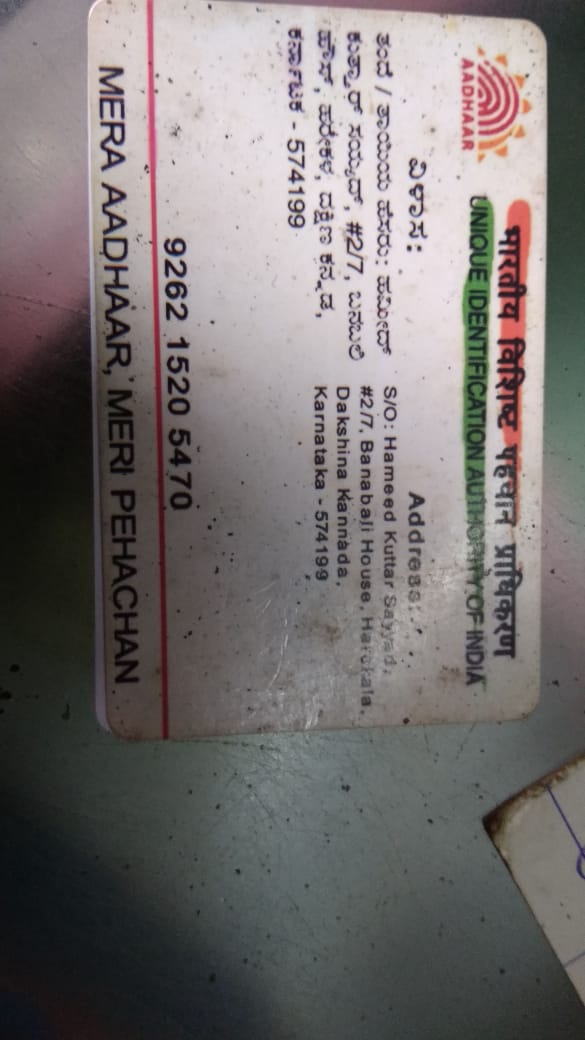 भारतीय विशिष्ट पहचान प्राधिकरण
UNIQUE IDENTIFICATION AUTHORITY OF INDIA
AADHAAR
ವಿಳಾಸ:
ತಂದೆ / ತಾಯಿಯ ಹೆಸರು: ಹಮೀದ್
ಕುತ್ತಾರ್ ಸಯ್ಯದ್, #2/7, ಬನಬಲಿ
ಹೌಸ್, ಹರೇಕಳ, ದಕ್ಷಿಣ ಕನ್ನಡ,
ಕರ್ನಾಟಕ - 574199
Address:
S/O: Hameed Kuttar Sayyad,
#2/7, Banabali House, Harekala,
Dakshina Kannada,
Karnataka - 574199
9262 1520 5470
MERA AADHAAR, MERI PEHACHAN